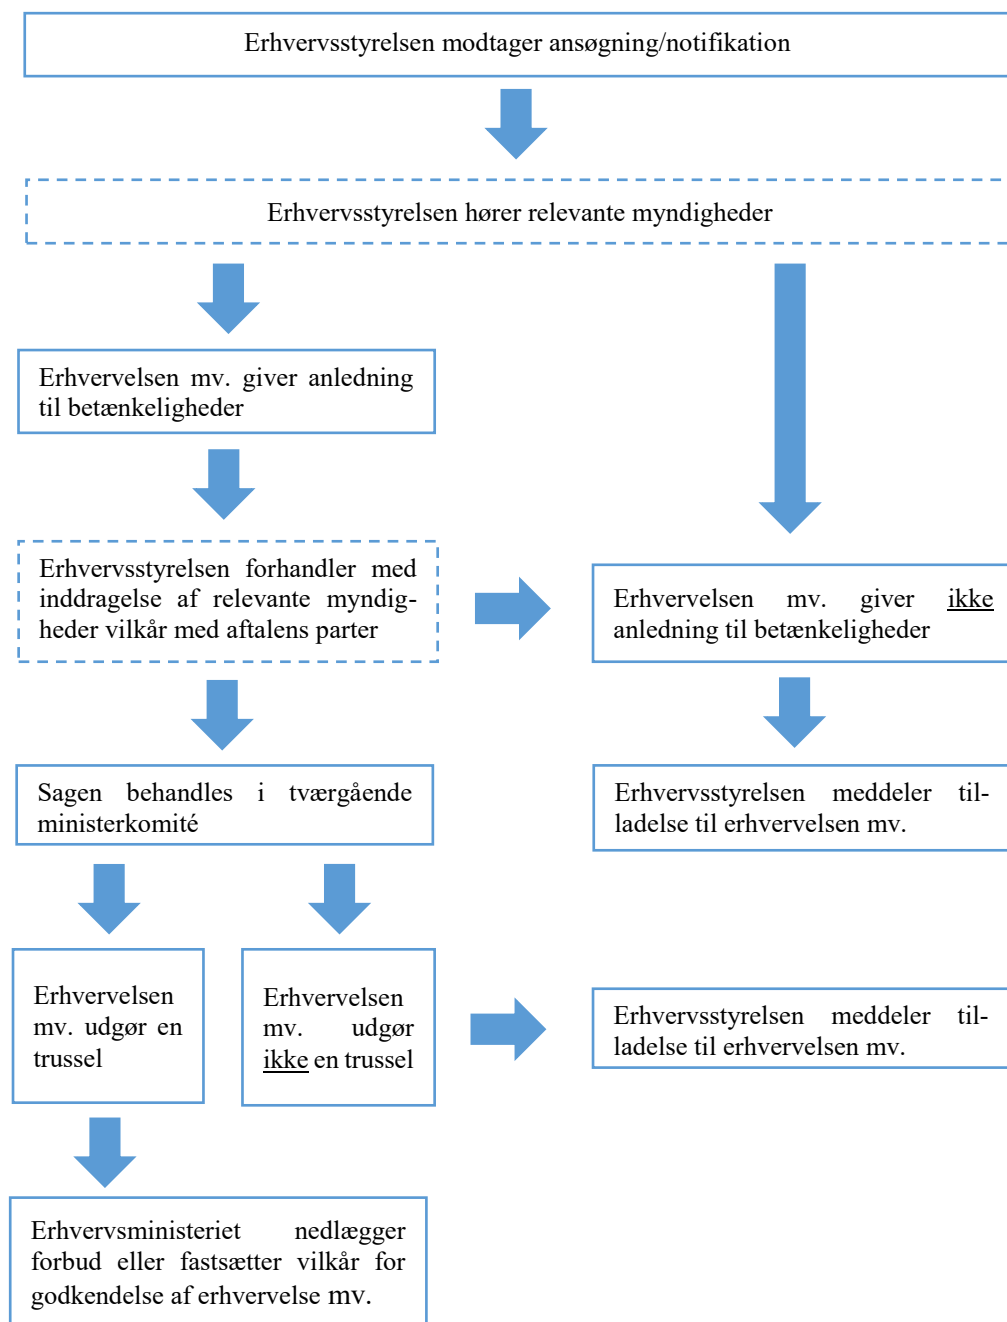 Erhvervsstyrelsen modtager ansøgning/notifikation
Erhvervsstyrelsen hører relevante myndigheder
Erhvervelsen mv. giver anledning
til betænkeligheder
Erhvervsstyrelsen forhandler med
inddragelse af relevante myndig-
heder vilkår med aftalens parter
Erhvervelsen mv. giver ikke
anledning til betænkeligheder
Sagen behandles i tværgående
ministerkomité
Erhvervsstyrelsen meddeler til-
ladelse til erhvervelsen mv.
Erhvervelsen
mv. udgør en
trussel
Erhvervelsen
mv. udgør
ikke en trussel
Erhvervsstyrelsen meddeler til-
ladelse til erhvervelsen mv.
Erhvervsministeriet nedlægger
forbud eller fastsætter vilkår for
godkendelse af erhvervelse mv.